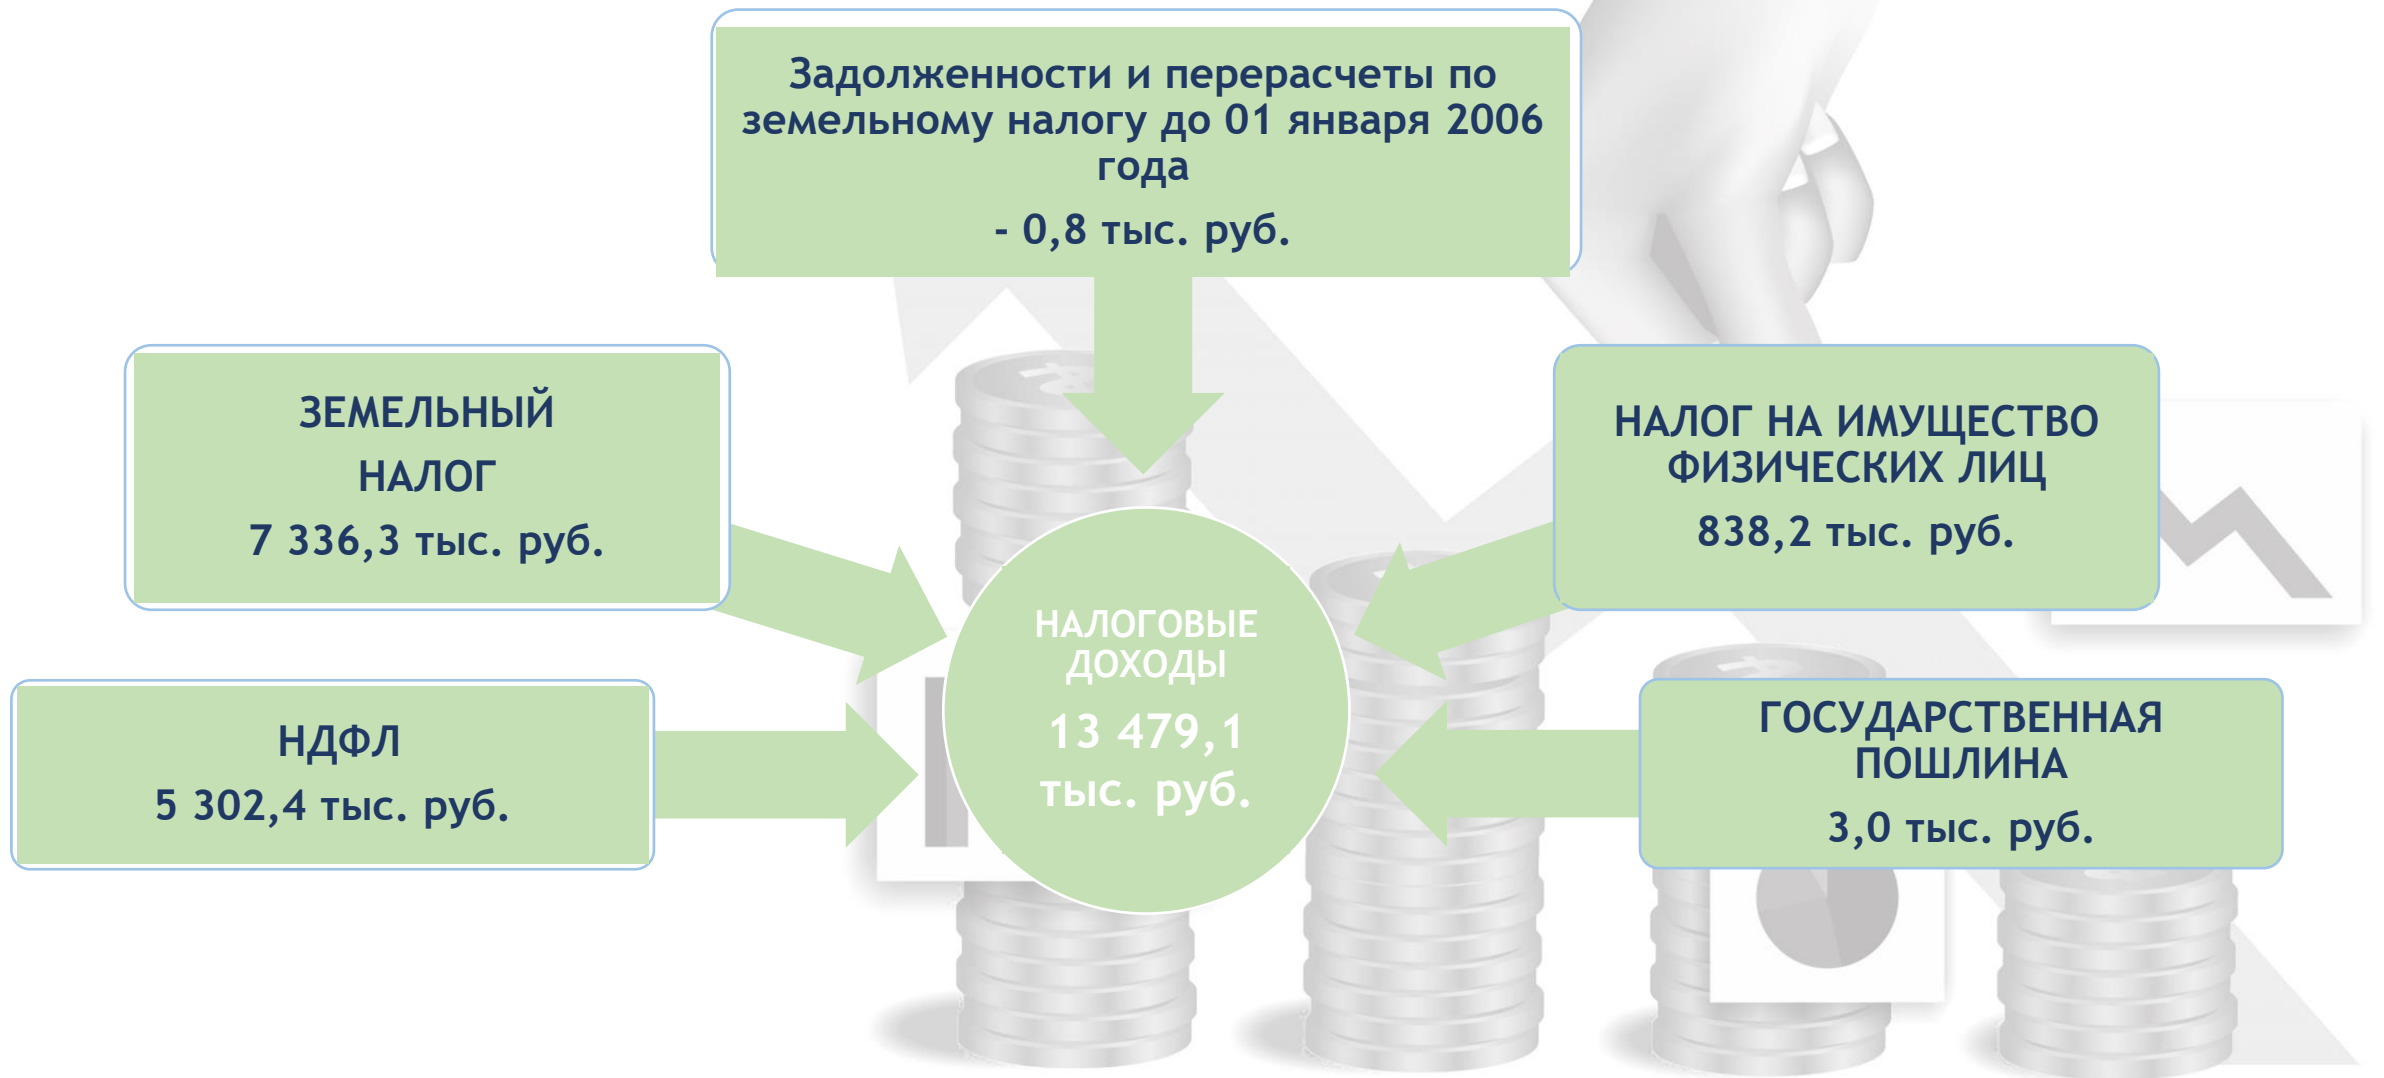 Задолженности и перерасчеты по
земельному налогу до 01 января 2006
года
- 0,8 тыс. руб.
ЗЕМЕЛЬНЫЙ
НАЛОГ
7 336,3 тыс. руб.
НАЛОГ НА ИМУЩЕСТВО
ФИЗИЧЕСКИХ ЛИЦ
838,2 тыс. руб.
НАЛОГОВЫЕ
ДОХОДЫ
13 479,1
тыс. руб.
НДФЛ
5 302,4 тыс. руб.
ГОСУДАРСТВЕННАЯ
ПОШЛИНА
3,0 тыс. руб.